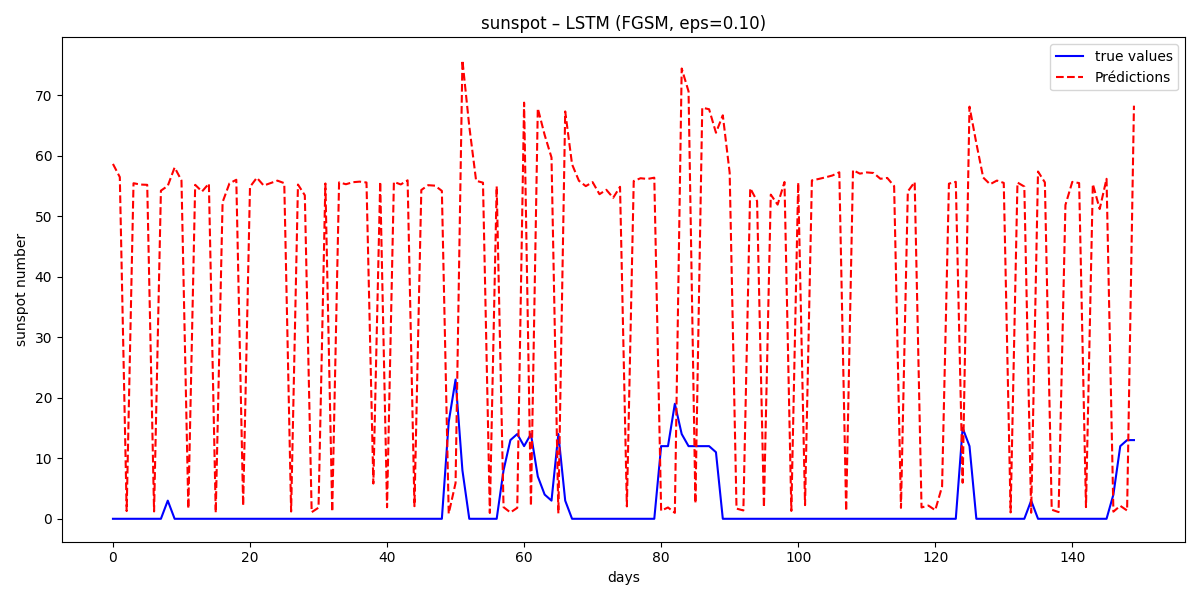 sunspot – LSTM (FGSM, eps=0.10)
true values
Prédictions
sunspot number
70
60
50
40
30
20
10
0
0 20 40 60 80 100 120 140
days